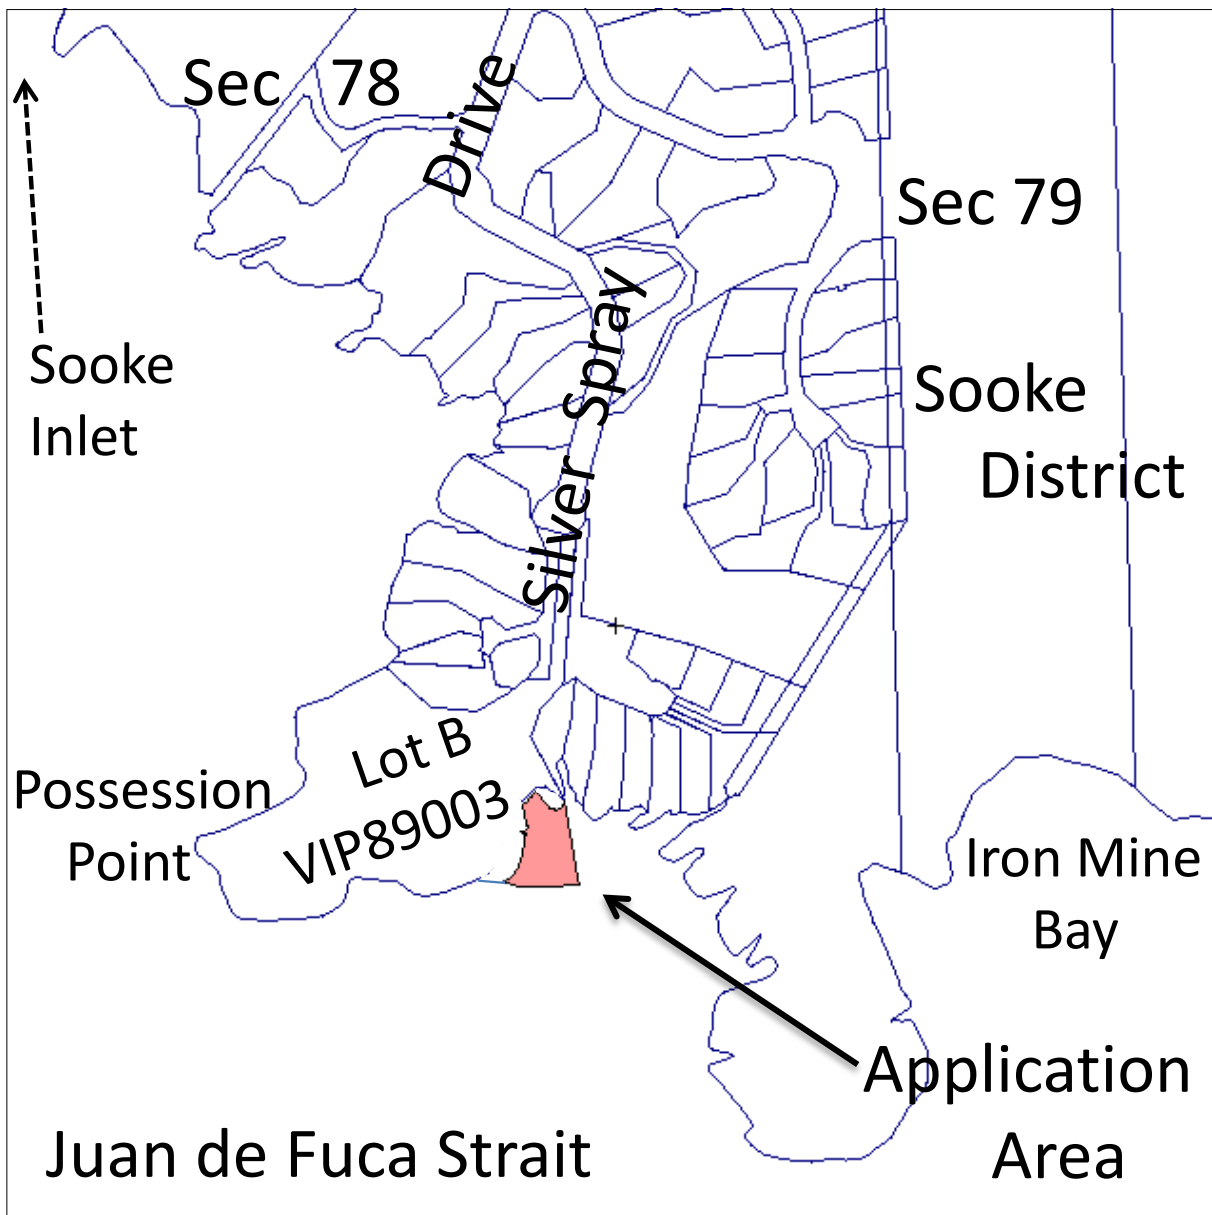 Sec 78
Drive
Sec 79
Sooke
Inlet
Silver Spray
Sooke
District
Lot B
VIP89003
Possession
Point
Iron Mine
Bay
Application
Area
Juan de Fuca Strait